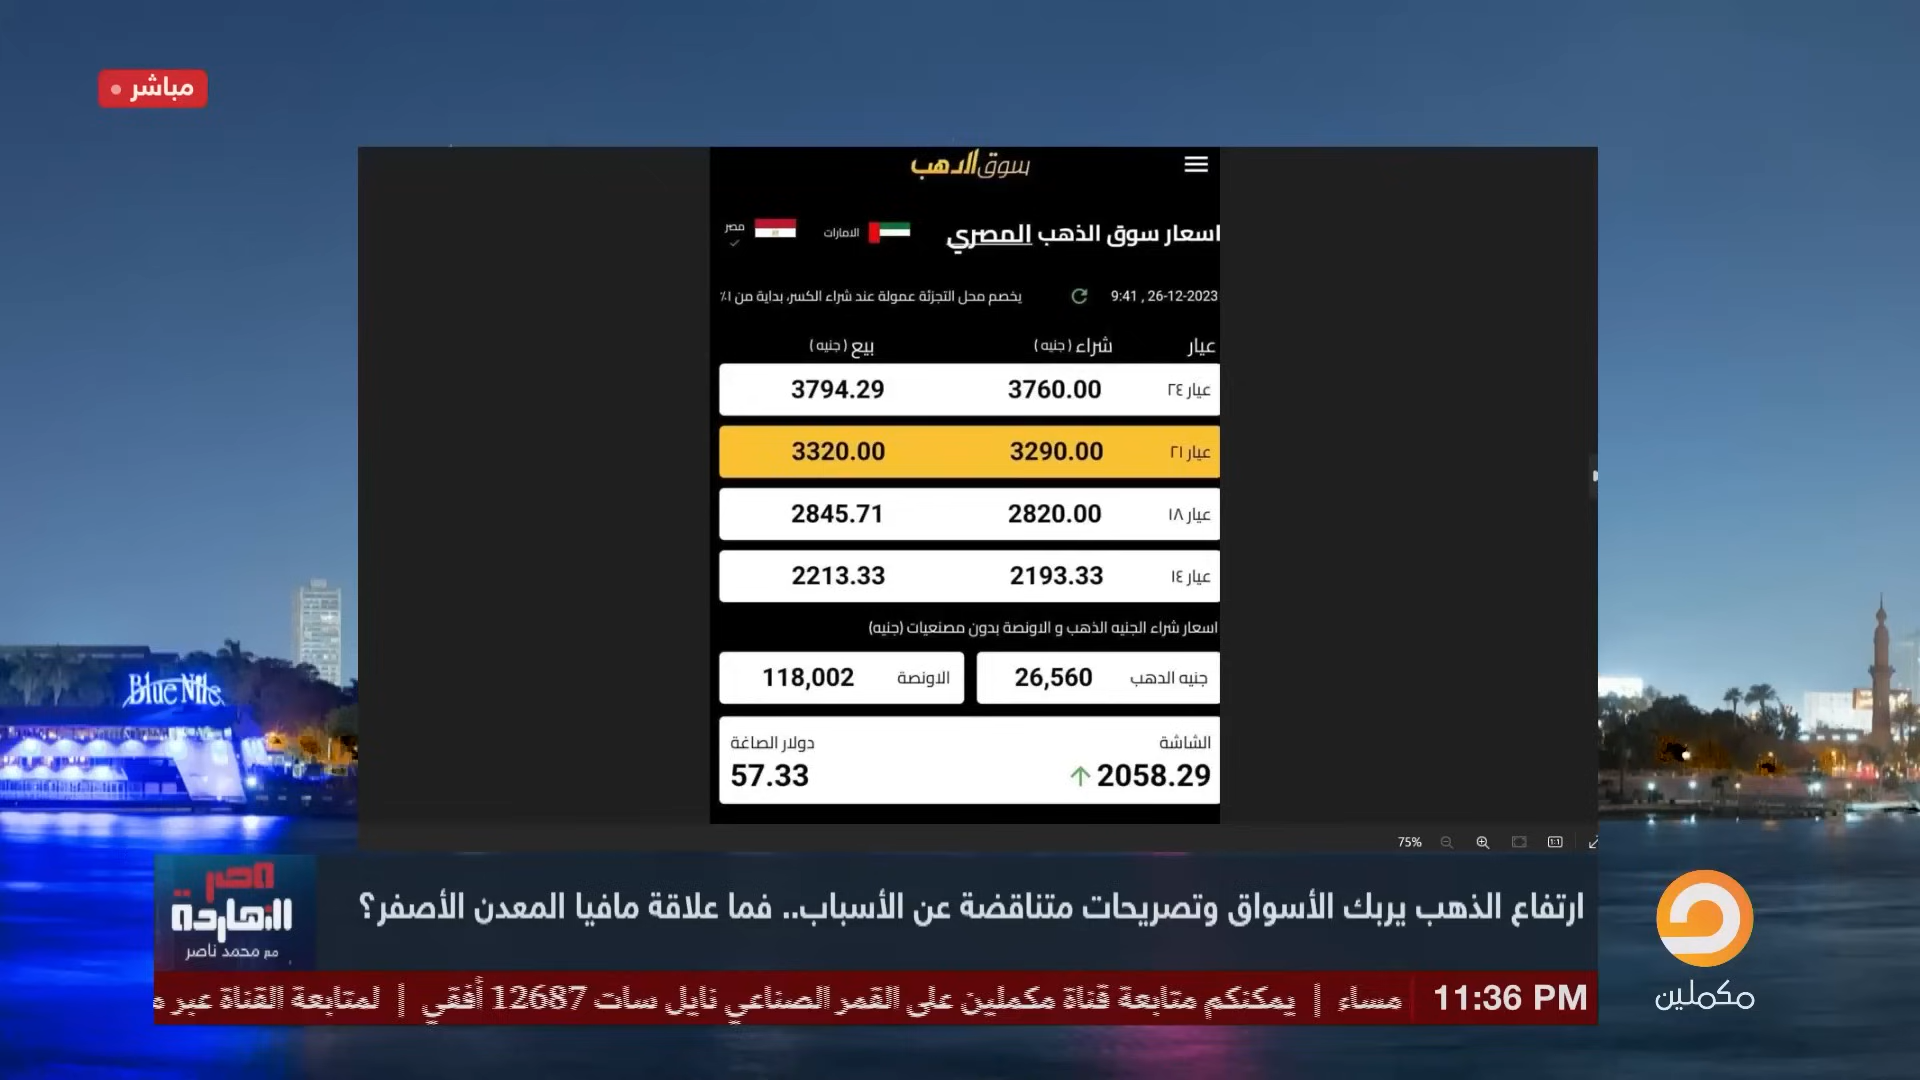 مباشر
سوق الدهب
اسعار سوق الذهب المصري
الامارات
مصر
9:41 , 26-12-2023
يخصم محل التجزئة عمولة عند شراء الكسر، بداية من ١٪
عيار شراء ( جنيه ) بيع ( جنيه )
عيار ٢٤ 3760.00 3794.29
عيار ٢١ 3290.00 3320.00
عيار ١٨ 2820.00 2845.71
عيار ١٤ 2193.33 2213.33
اسعار شراء الجنيه الذهب و الاونصة بدون مصنعيات (جنيه)
جنيه الدهب 26,560 الاونصة 118,002
الشاشة دولار الصاغة
2058.29 57.33
75%
1:1
Blue Nile
مصر
النهاردة
مع محمد ناصر
ارتفاع الذهب يربك الأسواق وتصريحات متناقضة عن الأسباب.. فما علاقة مافيا المعدن الأصفر؟
11:36 PM
مساء | يمكنكم متابعة قناة مكملين على القمر الصناعي نايل سات 12687 أفقي | لمتابعة القناة عبر
مكملين